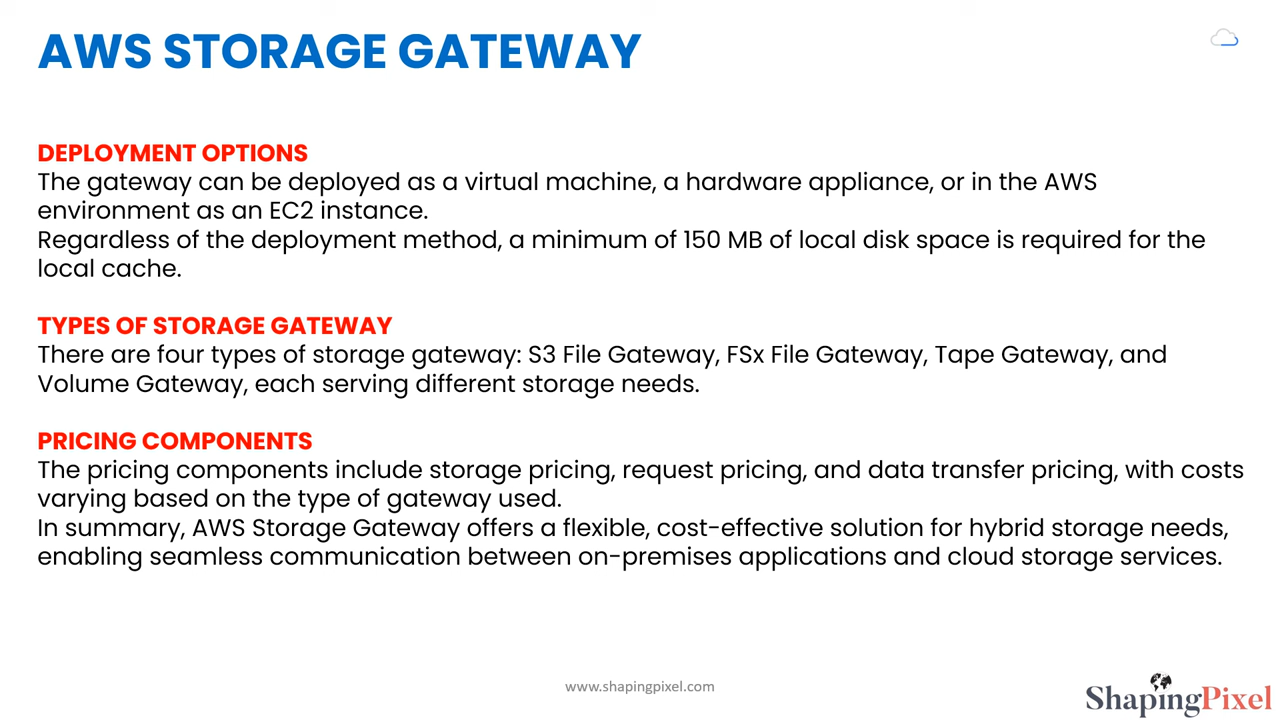 AWS STORAGE GATEWAY
DEPLOYMENT OPTIONS
The gateway can be deployed as a virtual machine, a hardware appliance, or in the AWS
environment as an EC2 instance.
Regardless of the deployment method, a minimum of 150 MB of local disk space is required for the
local cache.
TYPES OF STORAGE GATEWAY
There are four types of storage gateway: S3 File Gateway, FSx File Gateway, Tape Gateway, and
Volume Gateway, each serving different storage needs.
PRICING COMPONENTS
The pricing components include storage pricing, request pricing, and data transfer pricing, with costs
varying based on the type of gateway used.
In summary, AWS Storage Gateway offers a flexible, cost-effective solution for hybrid storage needs,
enabling seamless communication between on-premises applications and cloud storage services.
www.shapingpixel.com
ShapingPixel